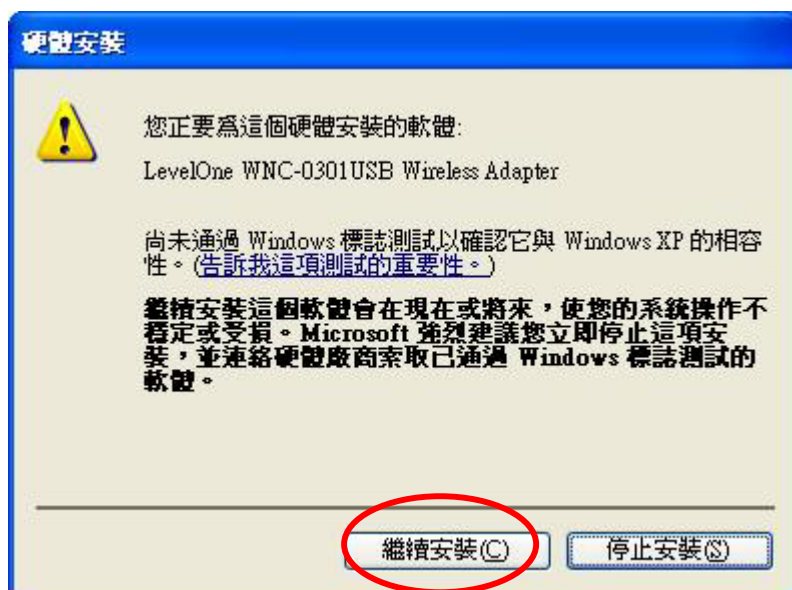 硬體安裝
您正要為這個硬體安裝的軟體:
LevelOne WNC-0301USB Wireless Adapter
尚未通過 Windows 標誌測試以確認它與 Windows XP 的相容
性。(告訴我這項測試的重要性。)
繼續安裝這個軟體會在現在或將來，使您的系統操作不
穩定或受損。Microsoft 強烈建議您立即停止這項安
裝，並連絡硬體廠商索取已通過 Windows 標誌測試的
軟體。
繼續安裝(C)
停止安裝(S)